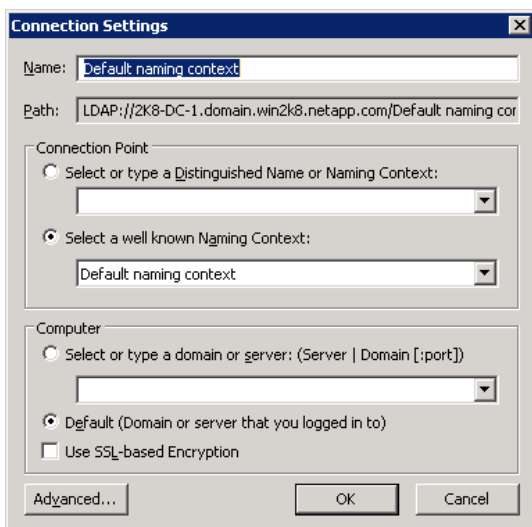 Connection Settings
Name: Default naming context
Path: LDAP://2K8-DC-1.domain.win2k8.netapp.com/Default naming cor
Connection Point
Select or type a Distinguished Name or Naming Context:
Select a well known Naming Context:
Default naming context
Computer
Select or type a domain or server: (Server | Domain [:port])
Default (Domain or server that you logged in to)
Use SSL-based Encryption
Advanced... OK Cancel